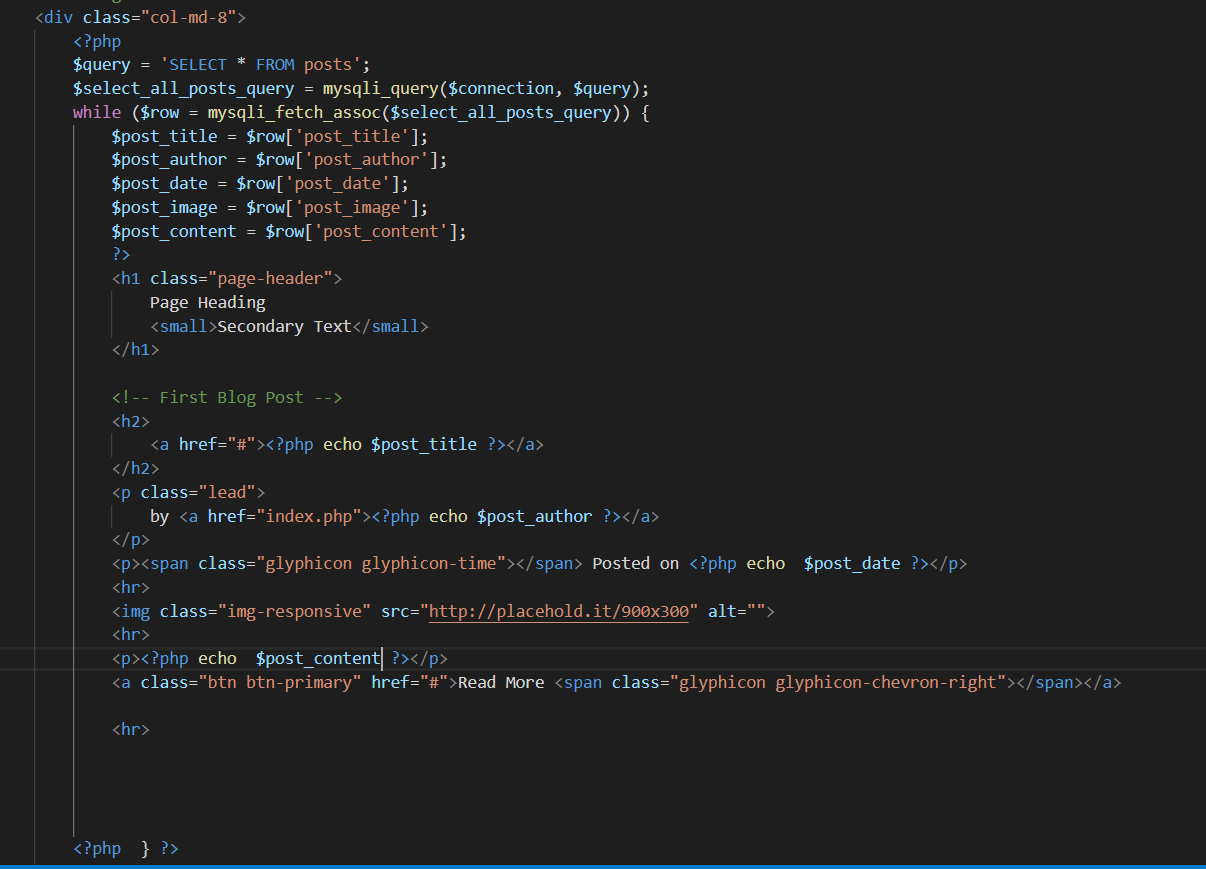 <div class="col-md-8">
<?php
$query = 'SELECT * FROM posts';
$select_all_posts_query = mysqli_query($connection, $query);
while ($row = mysqli_fetch_assoc($select_all_posts_query)) {
$post_title = $row['post_title'];
$post_author = $row['post_author'];
$post_date = $row['post_date'];
$post_image = $row['post_image'];
$post_content = $row['post_content'];
?>
<h1 class="page-header">
Page Heading
<small>Secondary Text</small>
</h1>
<!-- First Blog Post -->
<h2>
<a href="#"><?php echo $post_title ?></a>
</h2>
<p class="lead">
by <a href="index.php"><?php echo $post_author ?></a>
</p>
<p><span class="glyphicon glyphicon-time"></span> Posted on <?php echo  $post_date ?></p>
<hr>
<img class="img-responsive" src="http://placehold.it/900x300" alt="">
<hr>
<p><?php echo  $post_content ?></p>
<a class="btn btn-primary" href="#">Read More <span class="glyphicon glyphicon-chevron-right"></span></a>
<hr>
<?php  } ?>